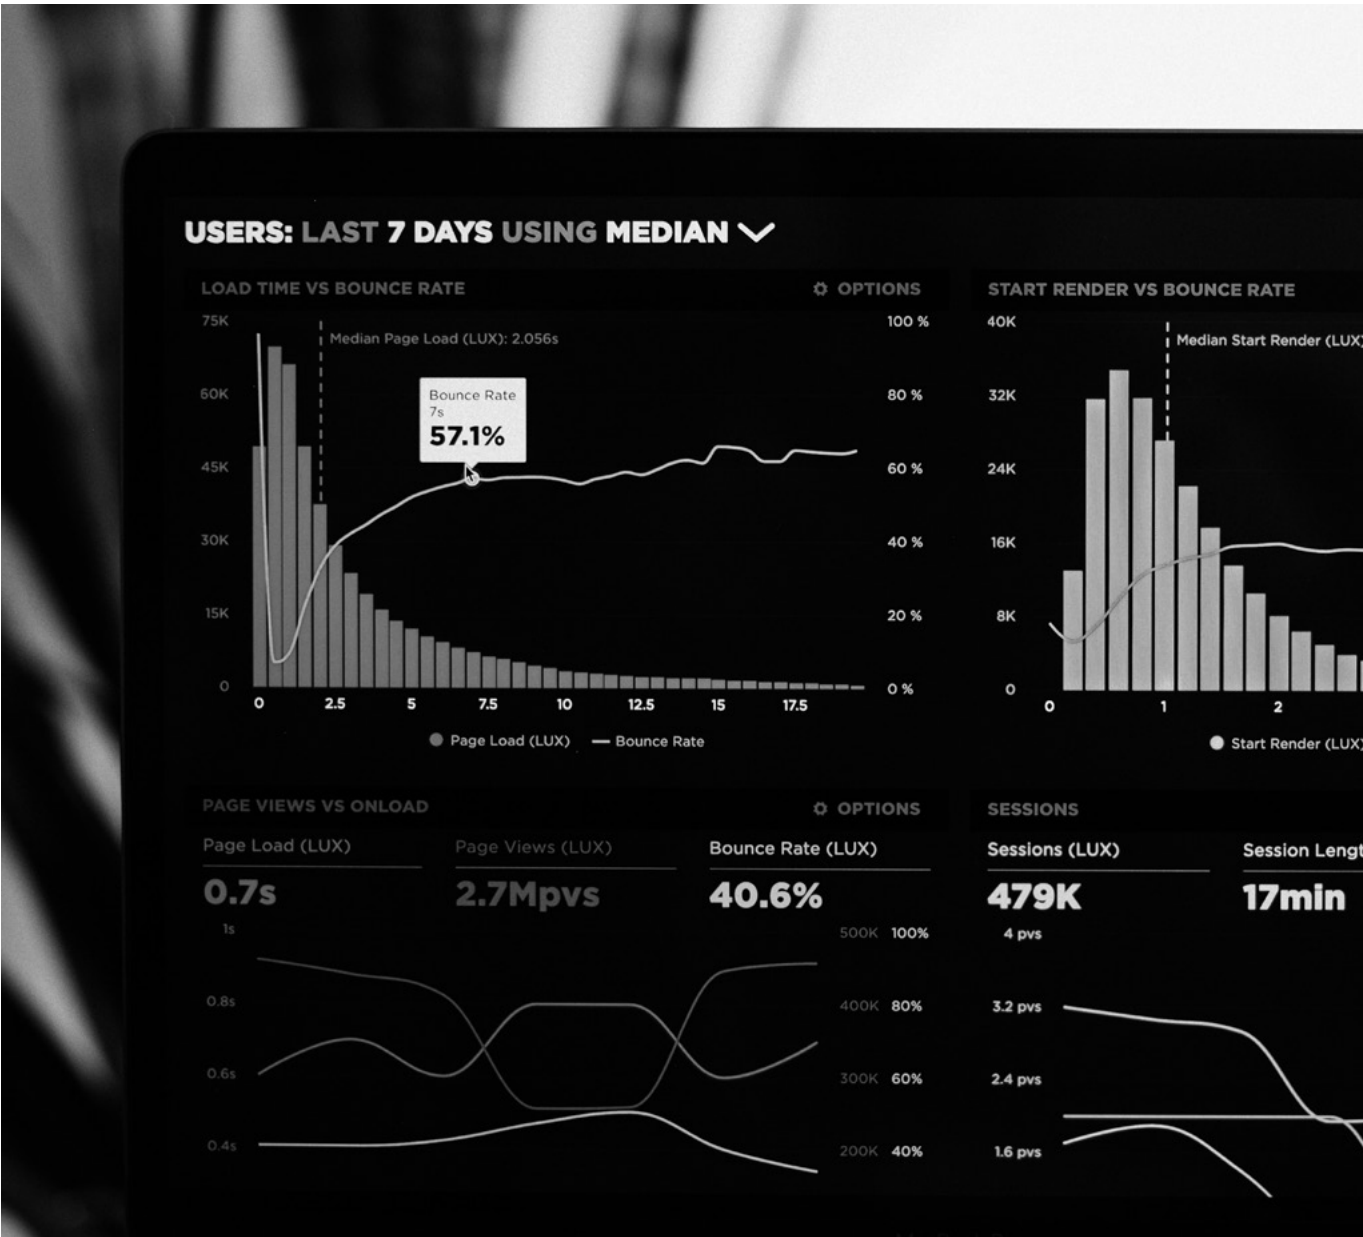 USERS: LAST 7 DAYS USING MEDIAN
LOAD TIME VS BOUNCE RATE
OPTIONS
75K
60K
45K
30K
15K
0
Median Page Load (LUX): 2.056s
Bounce Rate
7s
57.1%
100 %
80 %
60 %
40 %
20 %
0 %
0 2.5 5 7.5 10 12.5 15 17.5
Page Load (LUX) Bounce Rate
START RENDER VS BOUNCE RATE
40K
32K
24K
16K
8K
0
Median Start Render (LUX)
0 1 2
Start Render (LUX)
PAGE VIEWS VS ONLOAD
OPTIONS
Page Load (LUX)
0.7s
Page Views (LUX)
2.7Mpvs
Bounce Rate (LUX)
40.6%
1s
0.8s
0.6s
0.4s
500K 100%
400K 80%
300K 60%
200K 40%
SESSIONS
Sessions (LUX)
479K
Session Lengt
17min
4 pvs
3.2 pvs
2.4 pvs
1.6 pvs